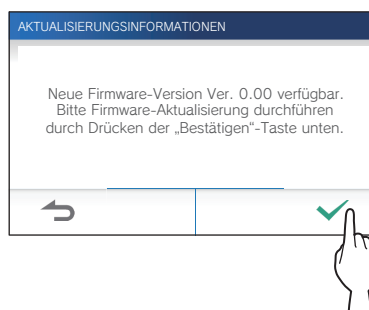 AKTUALISIERUNGSINFORMATIONEN
Neue Firmware-Version Ver. 0.00 verfügbar.
Bitte Firmware-Aktualisierung durchführen
durch Drücken der „Bestätigen“-Taste unten.